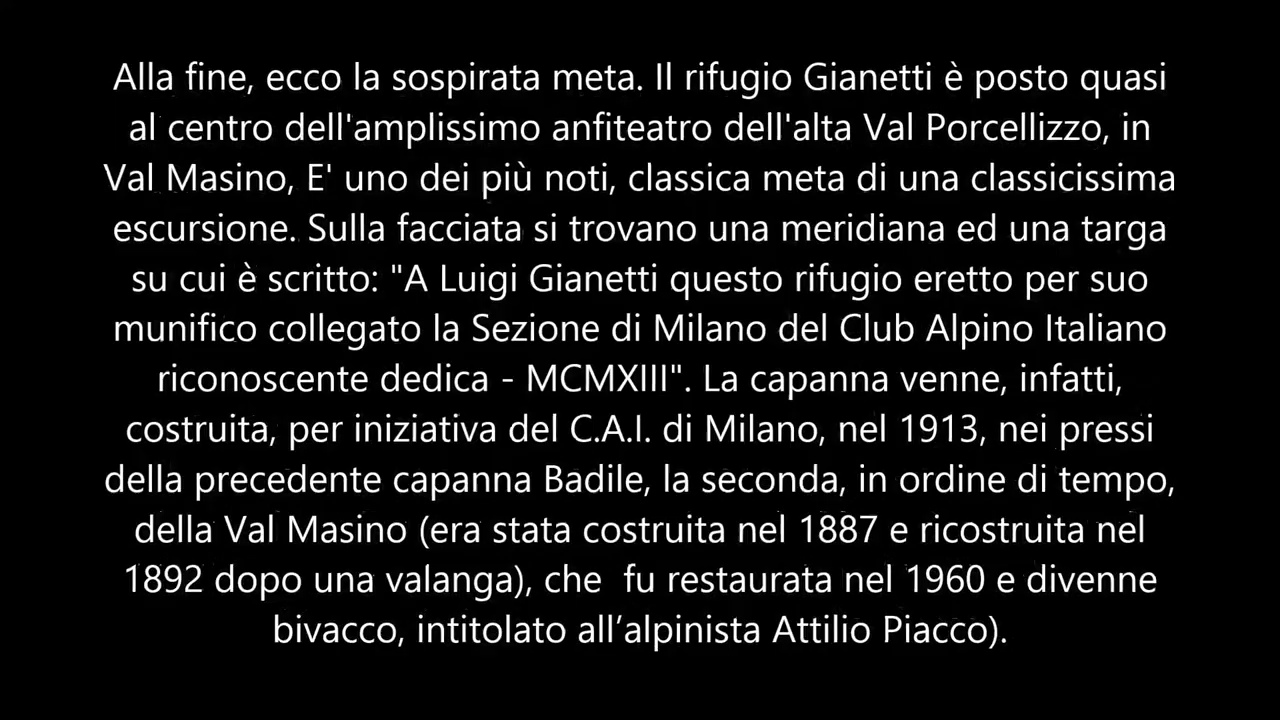 Alla fine, ecco la sospirata meta. Il rifugio Gianetti è posto quasi
al centro dell'amplissimo anfiteatro dell'alta Val Porcellizzo, in
Val Masino, E' uno dei più noti, classica meta di una classicissima
escursione. Sulla facciata si trovano una meridiana ed una targa
su cui è scritto: "A Luigi Gianetti questo rifugio eretto per suo
munifico collegato la Sezione di Milano del Club Alpino Italiano
riconoscente dedica - MCMXIII". La capanna venne, infatti,
costruita, per iniziativa del C.A.I. di Milano, nel 1913, nei pressi
della precedente capanna Badile, la seconda, in ordine di tempo,
della Val Masino (era stata costruita nel 1887 e ricostruita nel
1892 dopo una valanga), che  fu restaurata nel 1960 e divenne
bivacco, intitolato all’alpinista Attilio Piacco).